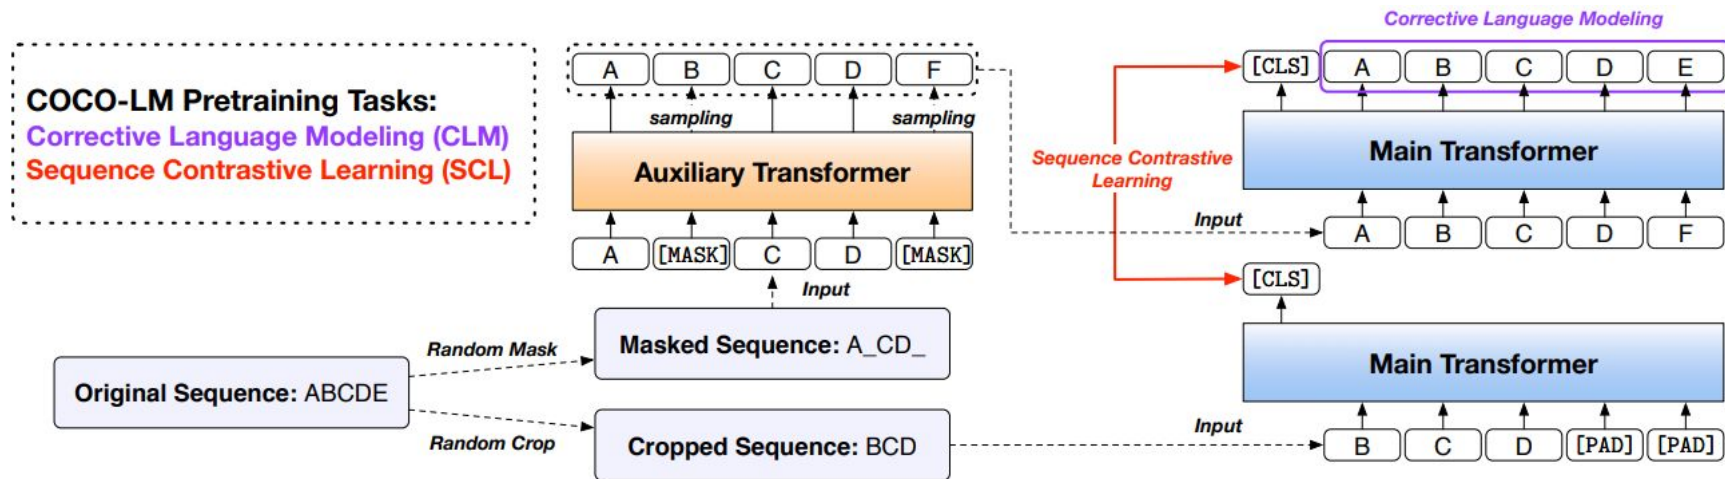 COCO-LM Pretraining Tasks:
Corrective Language Modeling (CLM)
Sequence Contrastive Learning (SCL)
A B C D F
sampling sampling
Auxiliary Transformer
A [MASK] C D [MASK]
Input
Original Sequence: ABCDE
Random Mask
Masked Sequence: A_CD_
Random Crop
Cropped Sequence: BCD
Corrective Language Modeling
[CLS] A B C D E
Main Transformer
Sequence Contrastive
Learning
Input
A B C D F
[CLS]
Main Transformer
Input
B C D [PAD] [PAD]